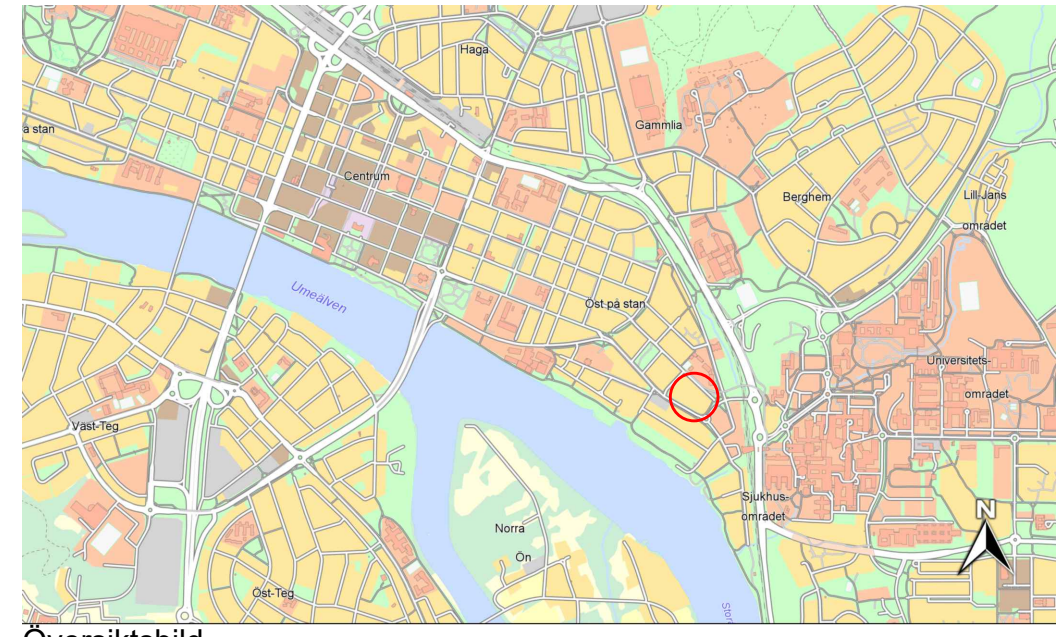 Haga
Gammlia
å stan
Centrum
Berghem
Lill-Jans
området
Umeälven
Öst på stan
Universitets-
området
Väst-Teg
Sjukhus-
området
N
Norra
Ön
Öst-Teg
Stor
Översiktsbild